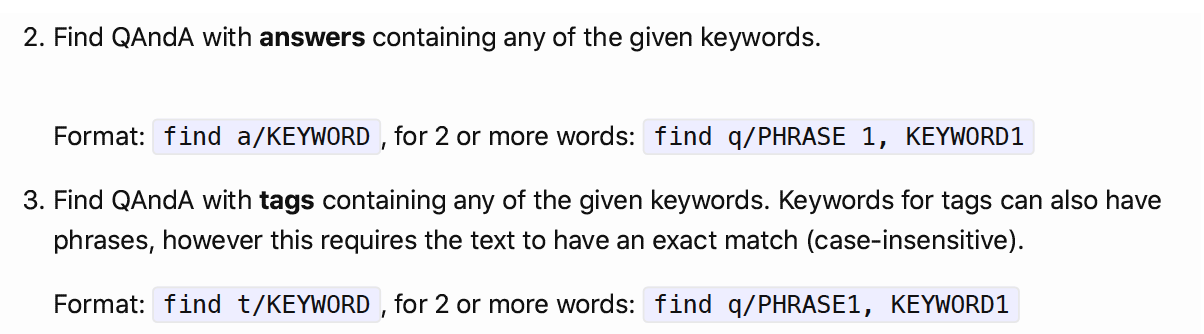 2. Find QAndA with answers containing any of the given keywords.
Format: find a/KEYWORD , for 2 or more words: find q/PHRASE 1, KEYWORD1
3. Find QAndA with tags containing any of the given keywords. Keywords for tags can also have
phrases, however this requires the text to have an exact match (case-insensitive).
Format: find t/KEYWORD , for 2 or more words: find q/PHRASE1, KEYWORD1